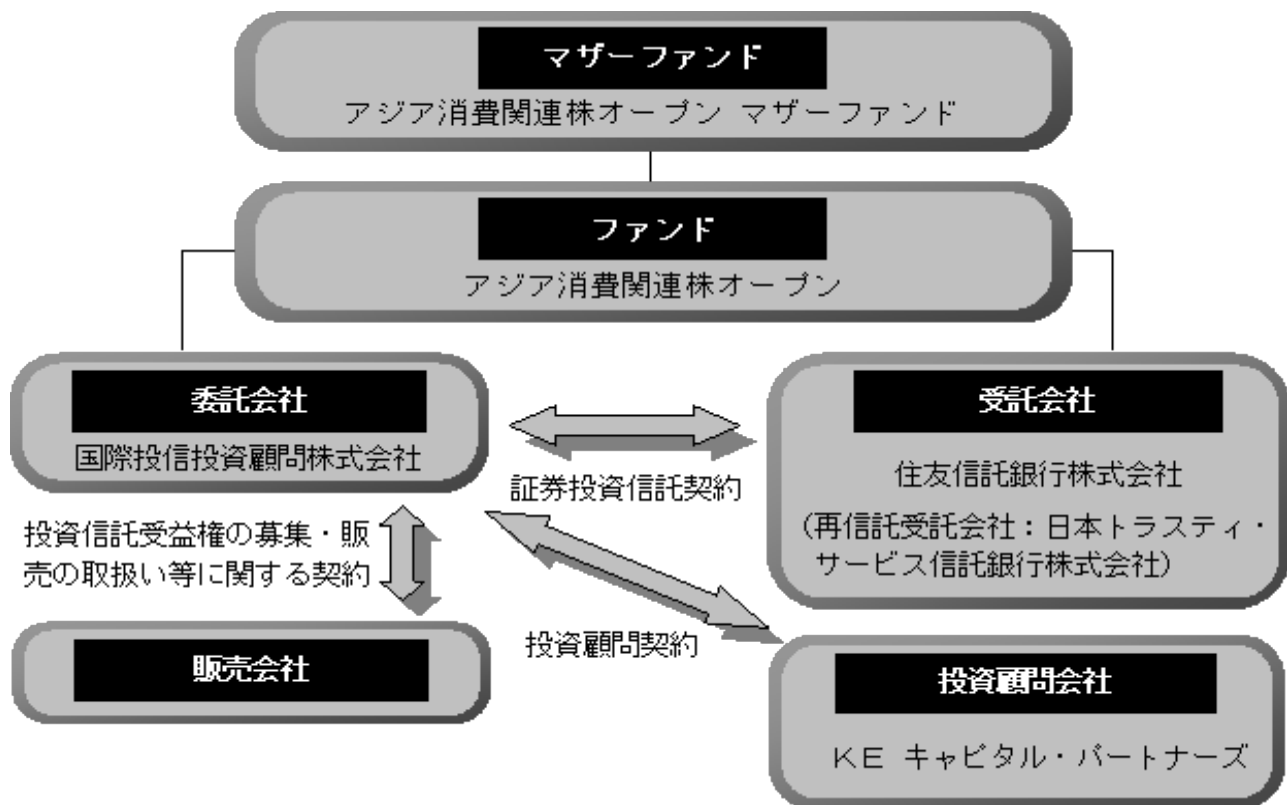 マザーファンド
アジア消費関連株オープン マザーファンド
ファンド
アジア消費関連株オープン
委託会社
国際投信投資顧問株式会社
受託会社
住友信託銀行株式会社
（再信託受託会社：日本トラスティ・
サービス信託銀行株式会社）
証券投資信託契約
投資信託受益権の募集・販
売の取扱い等に関する契約
投資顧問契約
販売会社
投資顧問会社
ＫＥ キャピタル・パートナーズ